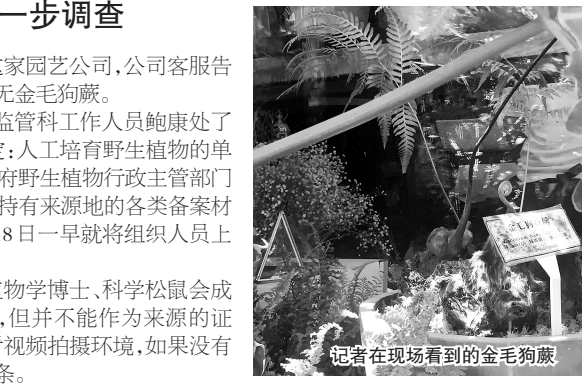 一步调查
家园艺公司,公司客服告
无金毛狗蕨。
监管科工作人员鲍康处了
:人工培育野生植物的单
府野生植物行政主管部门
持有来源地的各类备案材
8日一早就将组织人员上
物学博士、科学松鼠会成
,但并不能作为来源的证
视频拍摄环境,如果没有
条。
记者在现场看到的金毛狗蕨